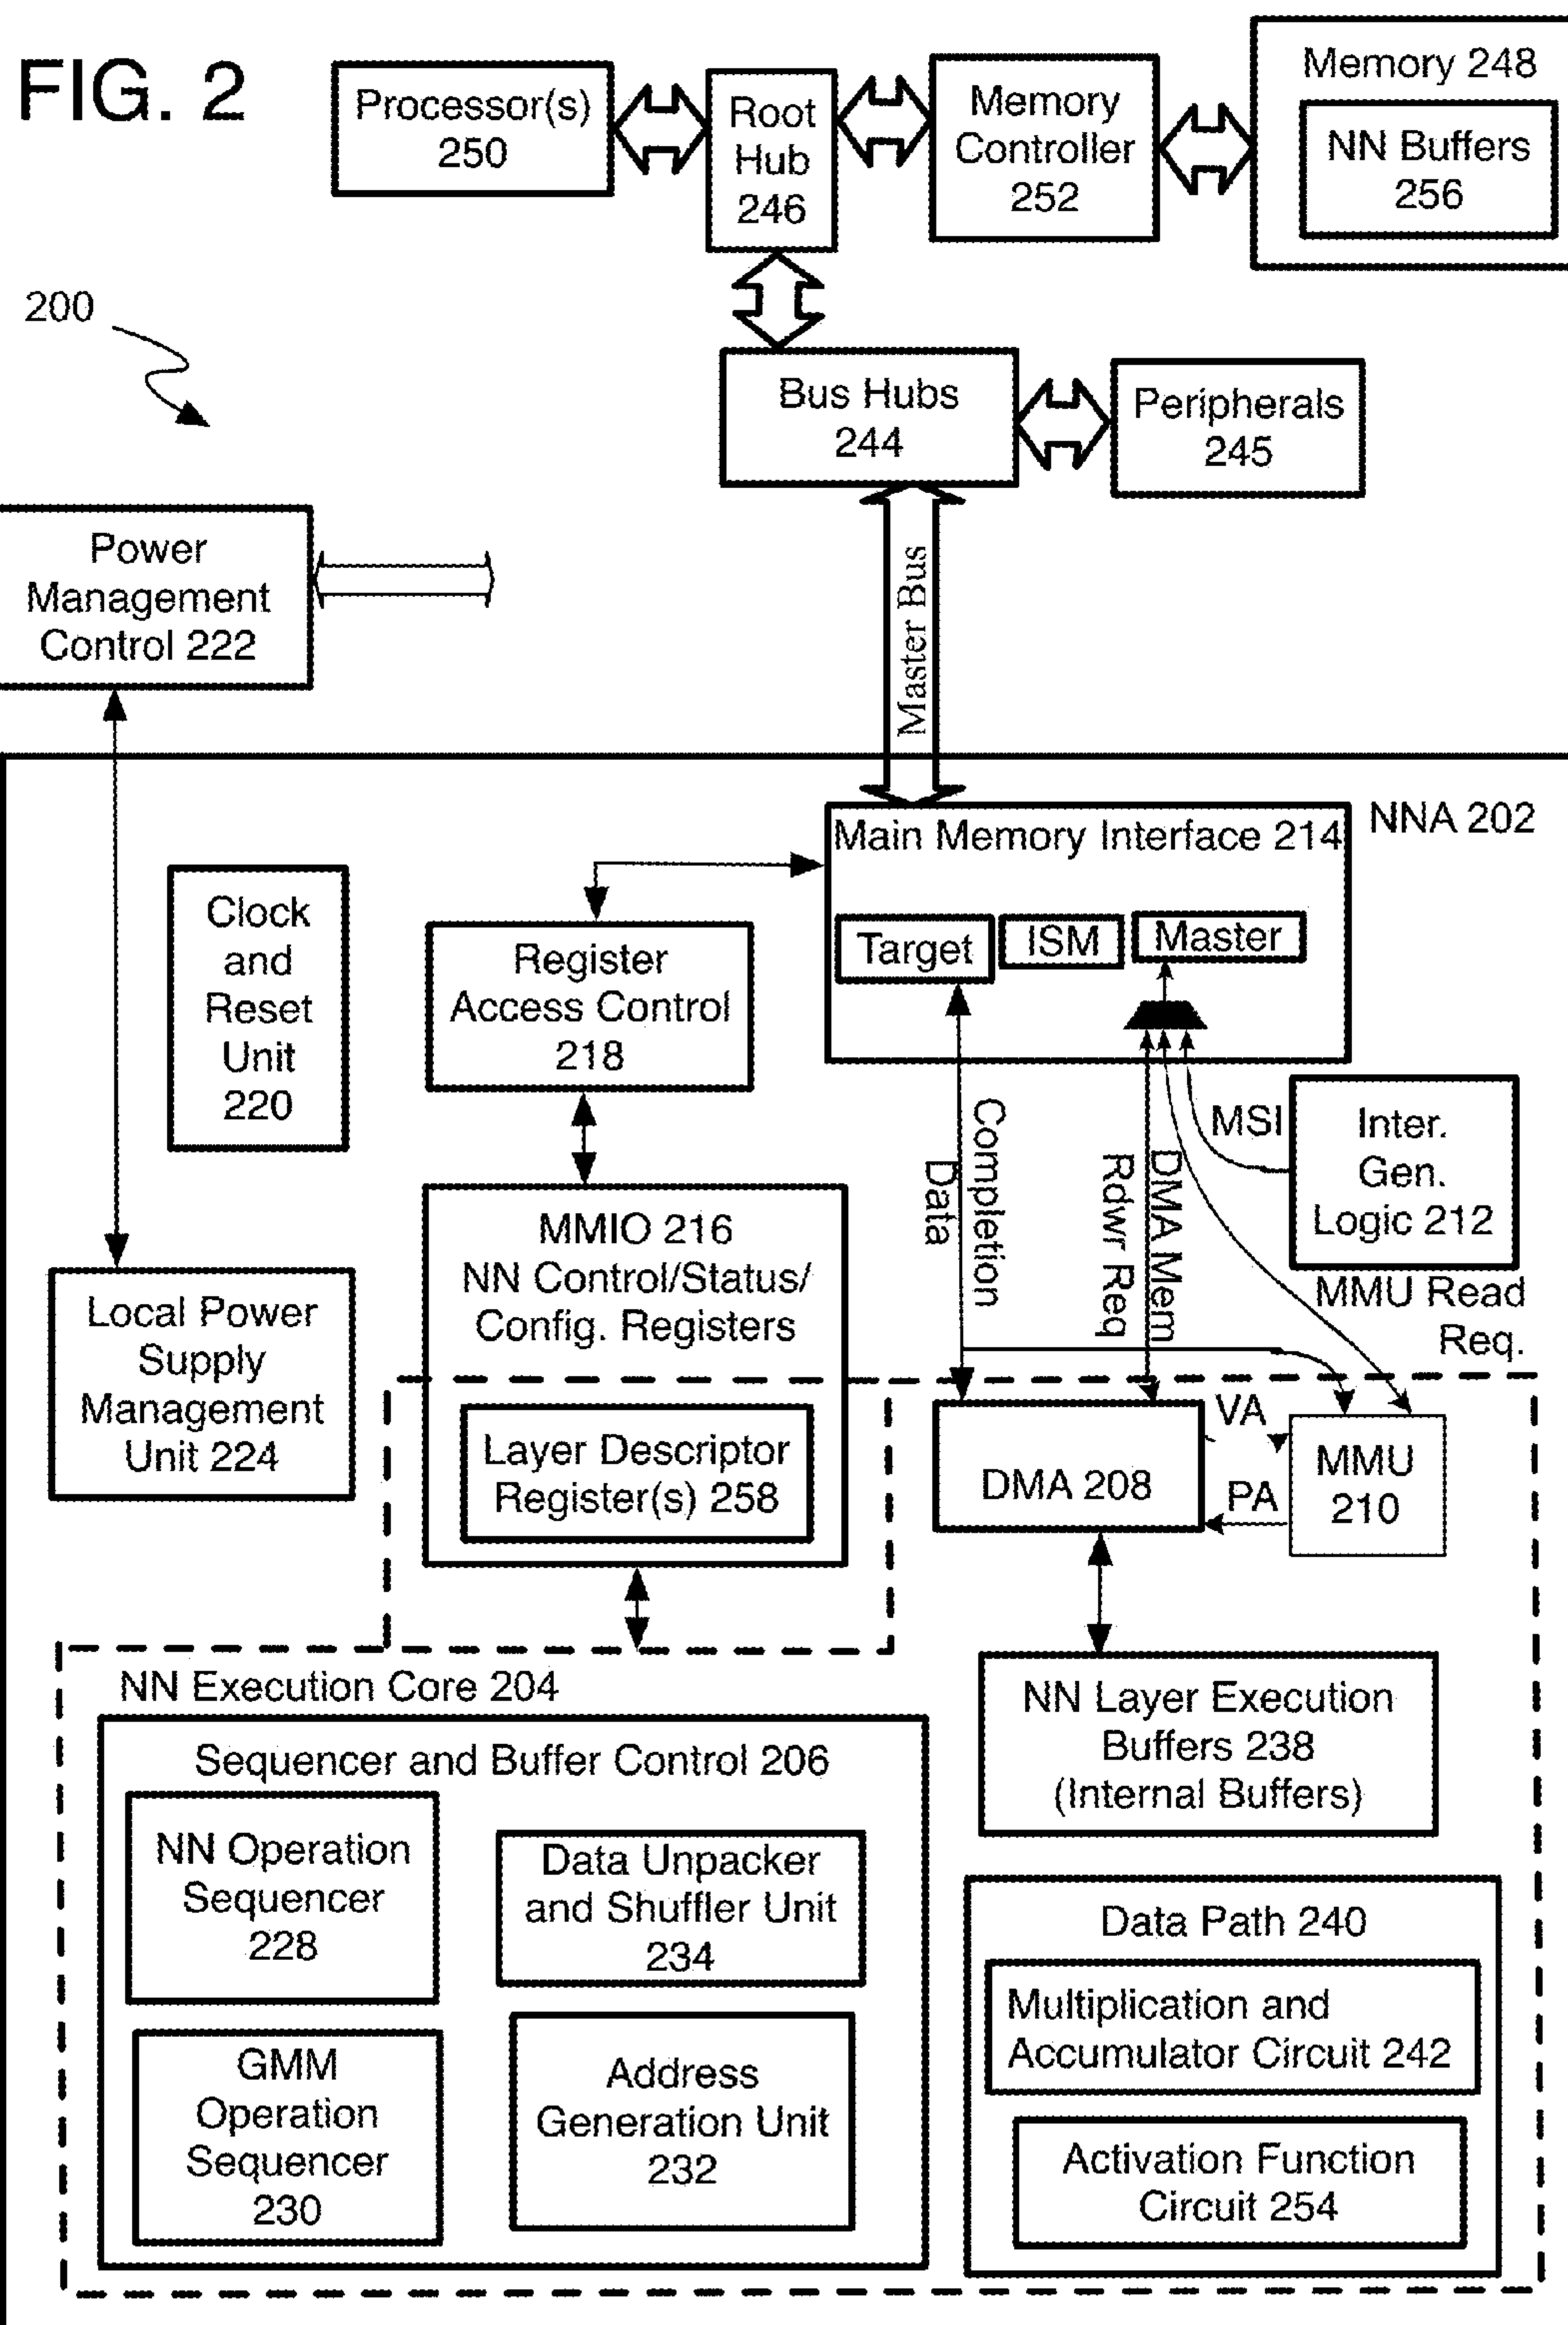 FIG. 2
Processor(s)
250
Root
Hub
246
Memory
Controller
252
Memory 248
NN Buffers
256
200
Bus Hubs
244
Peripherals
245
Power
Management
Control 222
Master Bus
NNA 202
Main Memory Interface 214
Target
ISM
Master
Clock
and
Reset
Unit
220
Register
Access Control
218
Completion
Data
DMA Mem
Rdwr Req
MSI
Inter.
Gen.
Logic 212
MMU Read
Req.
MMIO 216
NN Control/Status/
Config. Registers
Layer Descriptor
Register(s) 258
Local Power
Supply
Management
Unit 224
DMA 208
VA
PA
MMU
210
NN Layer Execution
Buffers 238
(Internal Buffers)
NN Execution Core 204
Sequencer and Buffer Control 206
NN Operation
Sequencer
228
Data Unpacker
and Shuffler Unit
234
GMM
Operation
Sequencer
230
Address
Generation Unit
232
Data Path 240
Multiplication and
Accumulator Circuit 242
Activation Function
Circuit 254